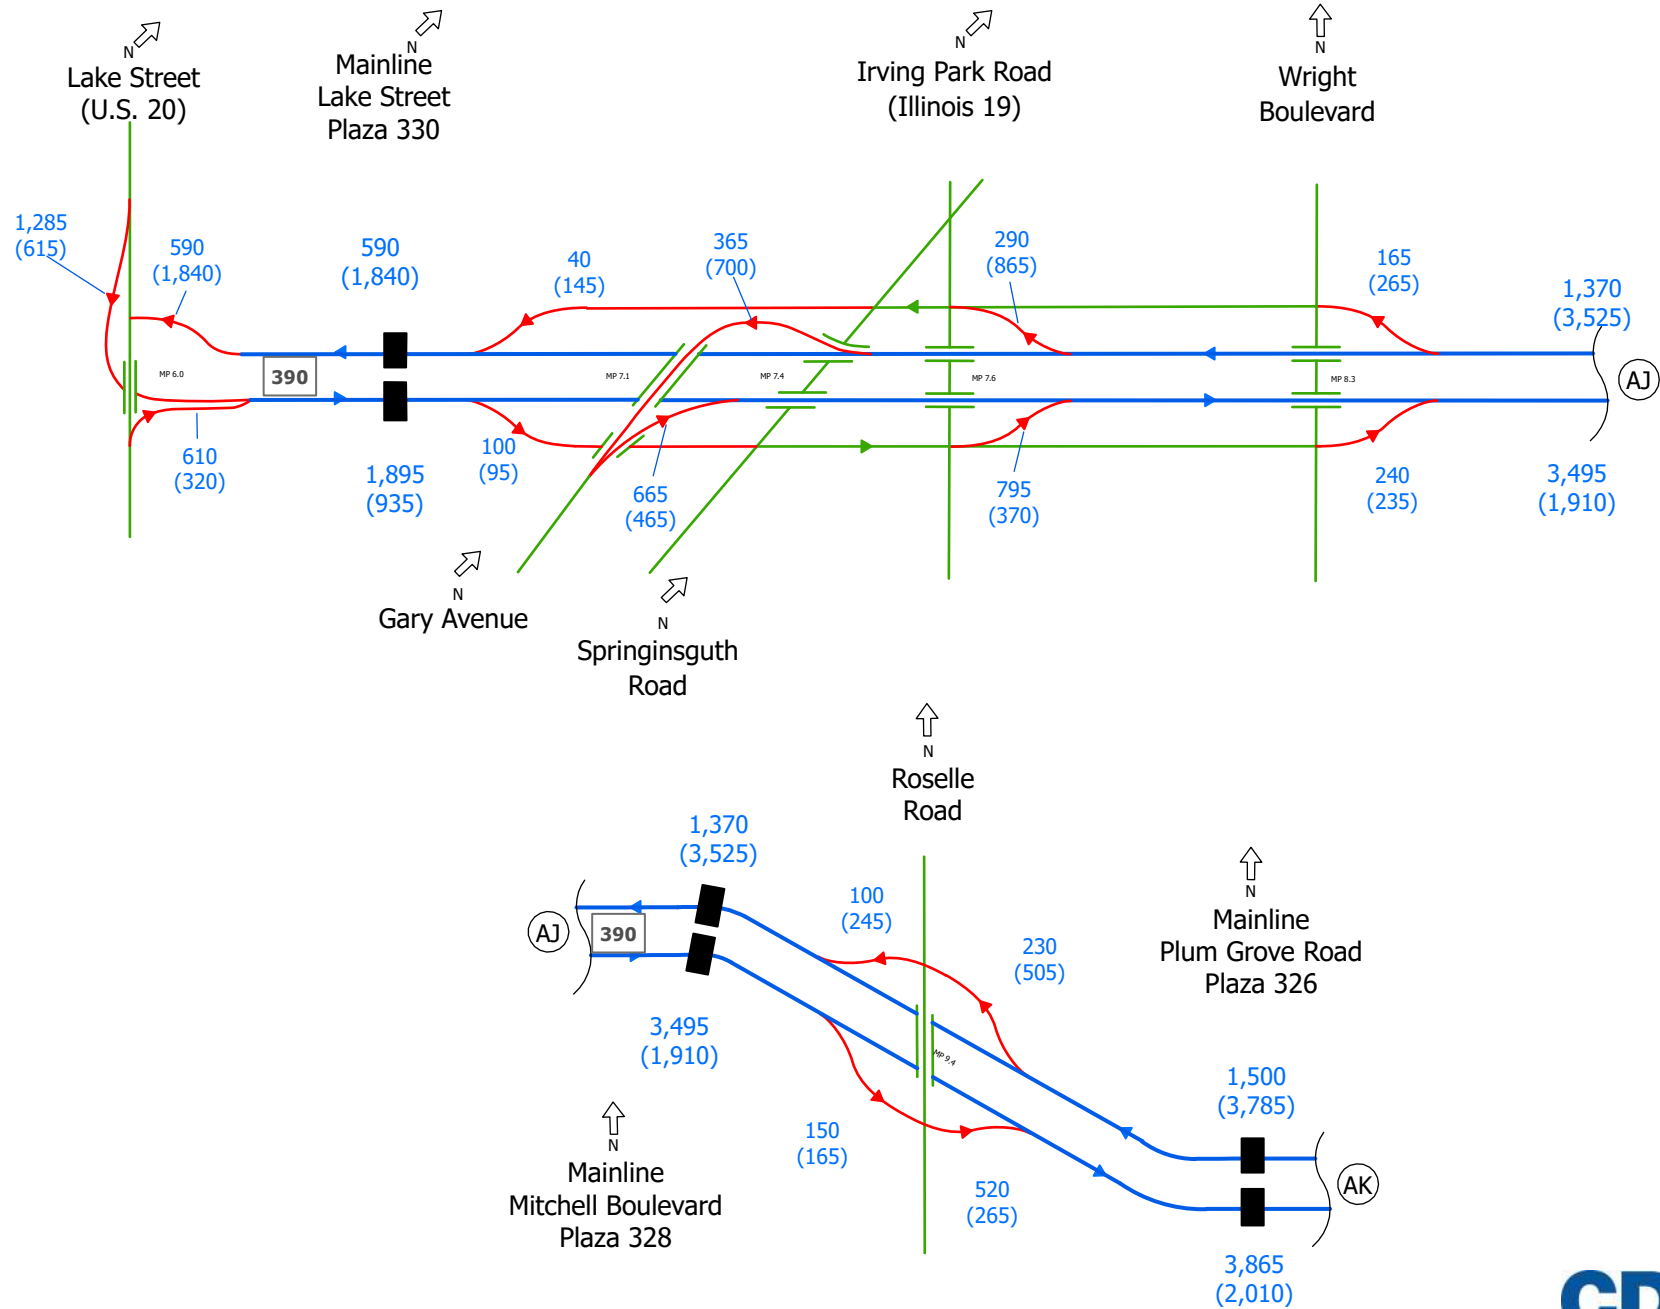 N
Lake Street
(U.S. 20)
N
Mainline
Lake Street
Plaza 330
N
Irving Park Road
(Illinois 19)
N
Wright
Boulevard
1,285
(615)
590
(1,840)
590
(1,840)
40
(145)
365
(700)
290
(865)
165
(265)
1,370
(3,525)
MP 6.0
390
MP 7.1
MP 7.4
MP 7.6
MP 8.3
AJ
610
(320)
1,895
(935)
100
(95)
665
(465)
795
(370)
240
(235)
3,495
(1,910)
N
Gary Avenue
N
Springinsguth
Road
N
Roselle
Road
1,370
(3,525)
100
(245)
230
(505)
N
Mainline
Plum Grove Road
Plaza 326
AJ
390
3,495
(1,910)
MP 9.4
1,500
(3,785)
150
(165)
520
(265)
N
Mainline
Mitchell Boulevard
Plaza 328
AK
3,865
(2,010)
CD